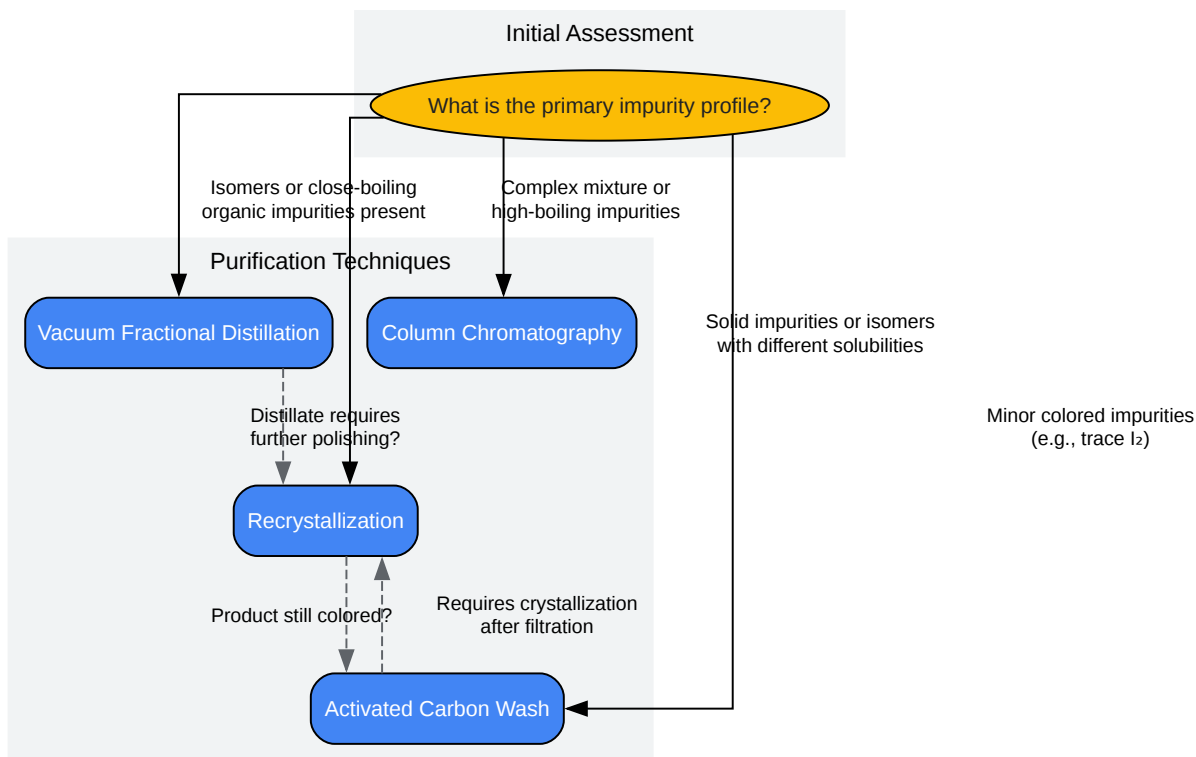 Initial Assessment
What is the primary impurity profile?
Isomers or close-boiling
organic impurities present
Complex mixture or
high-boiling impurities
Purification Techniques
Vacuum Fractional Distillation
Column Chromatography
Solid impurities or isomers
with different solubilities
Distillate requires
further polishing?
Minor colored impurities
(e.g., trace I₂)
Recrystallization
Product still colored?
Requires crystallization
after filtration
Activated Carbon Wash